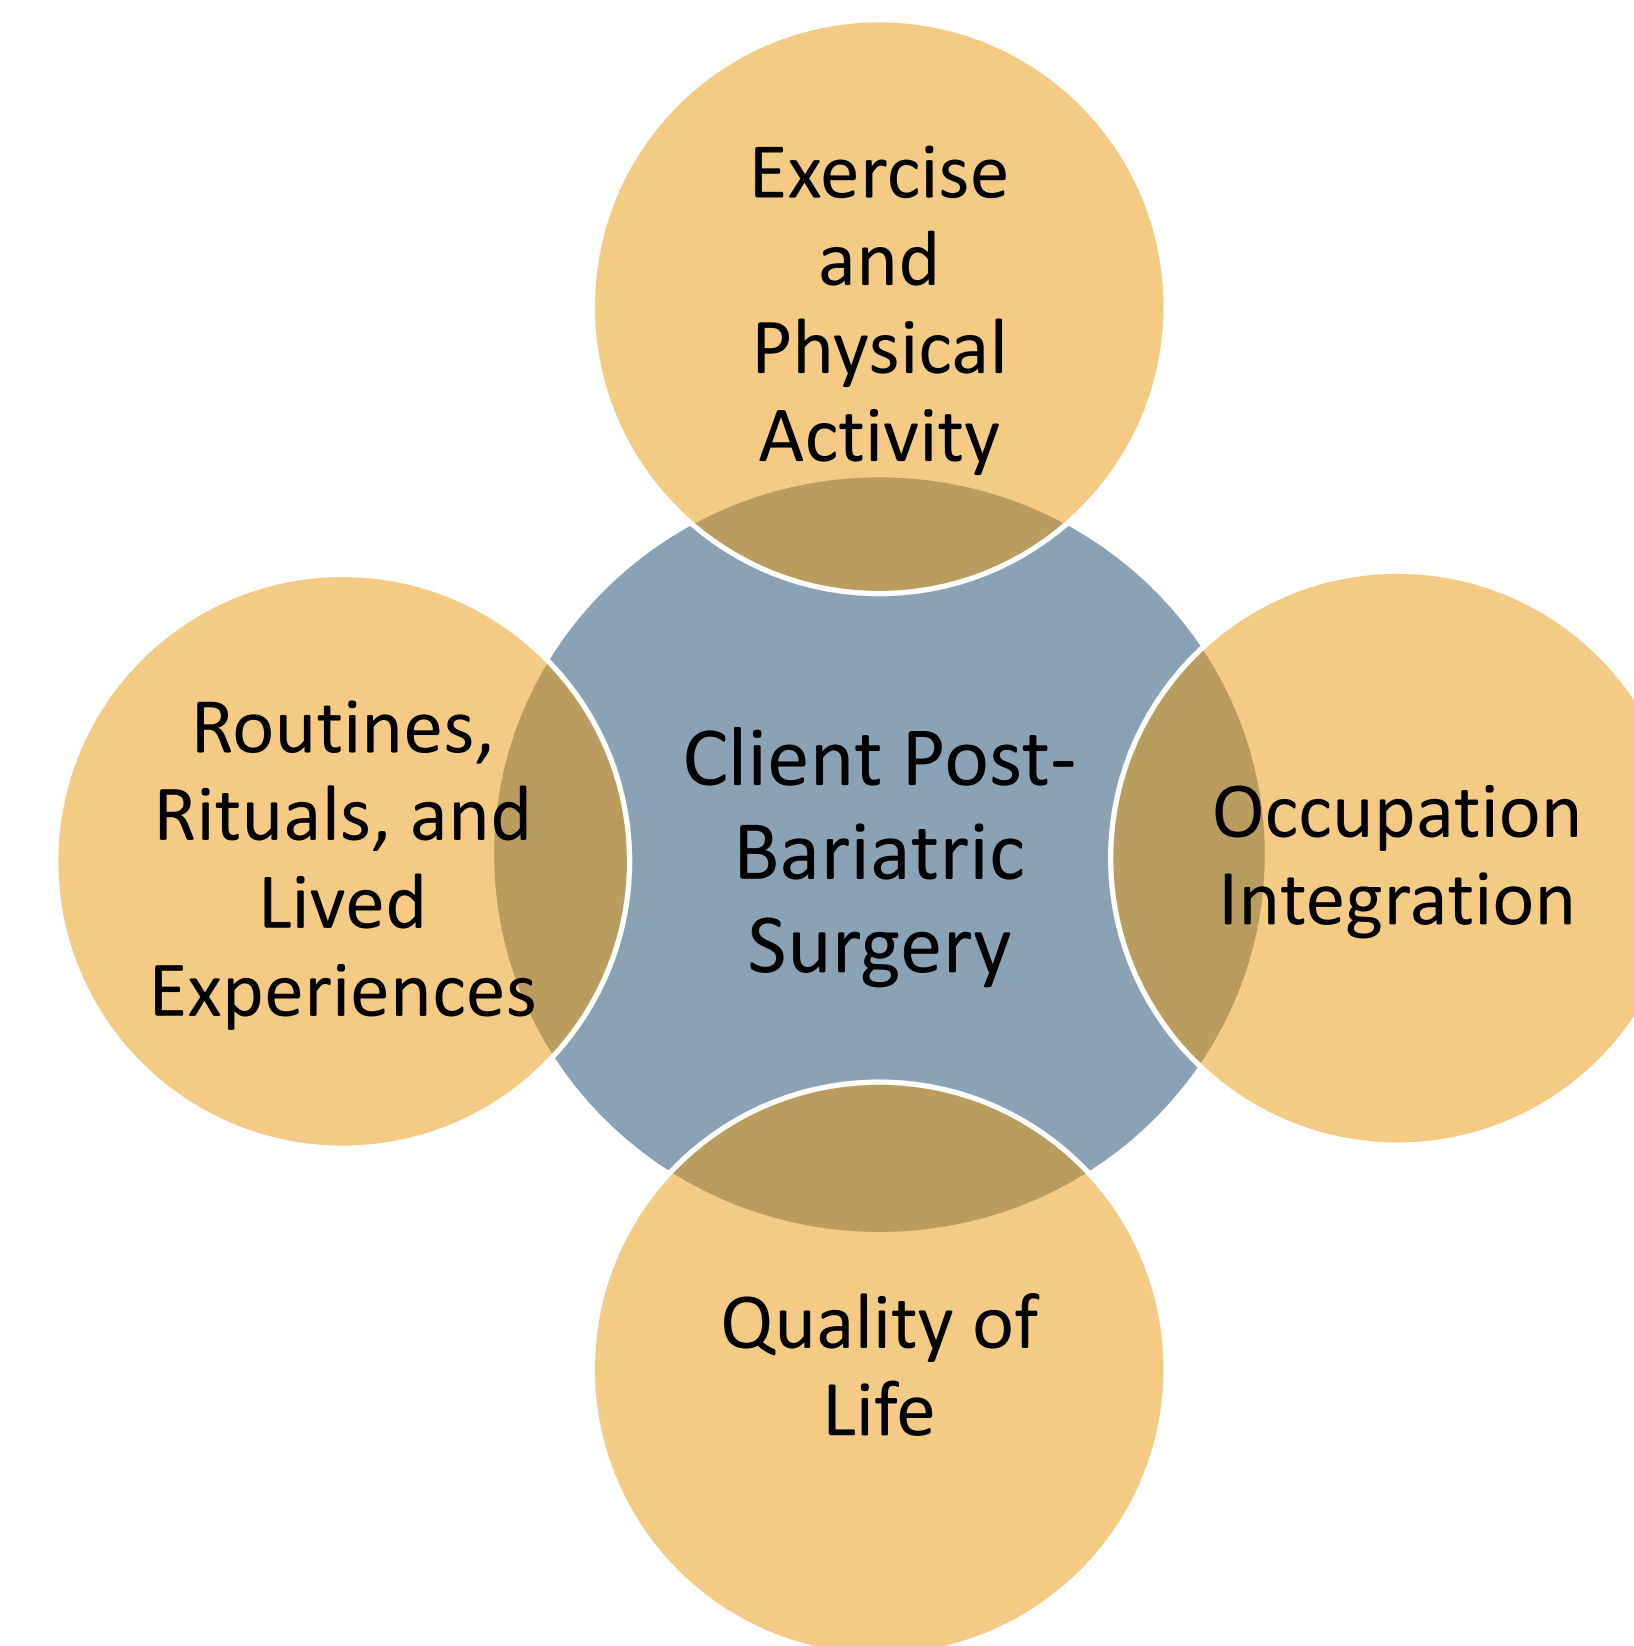 Exercise
and
Physical
Activity
Routines,
Rituals, and
Lived
Experiences
Client Post-
Bariatric
Surgery
Occupation
Integration
Quality of
Life